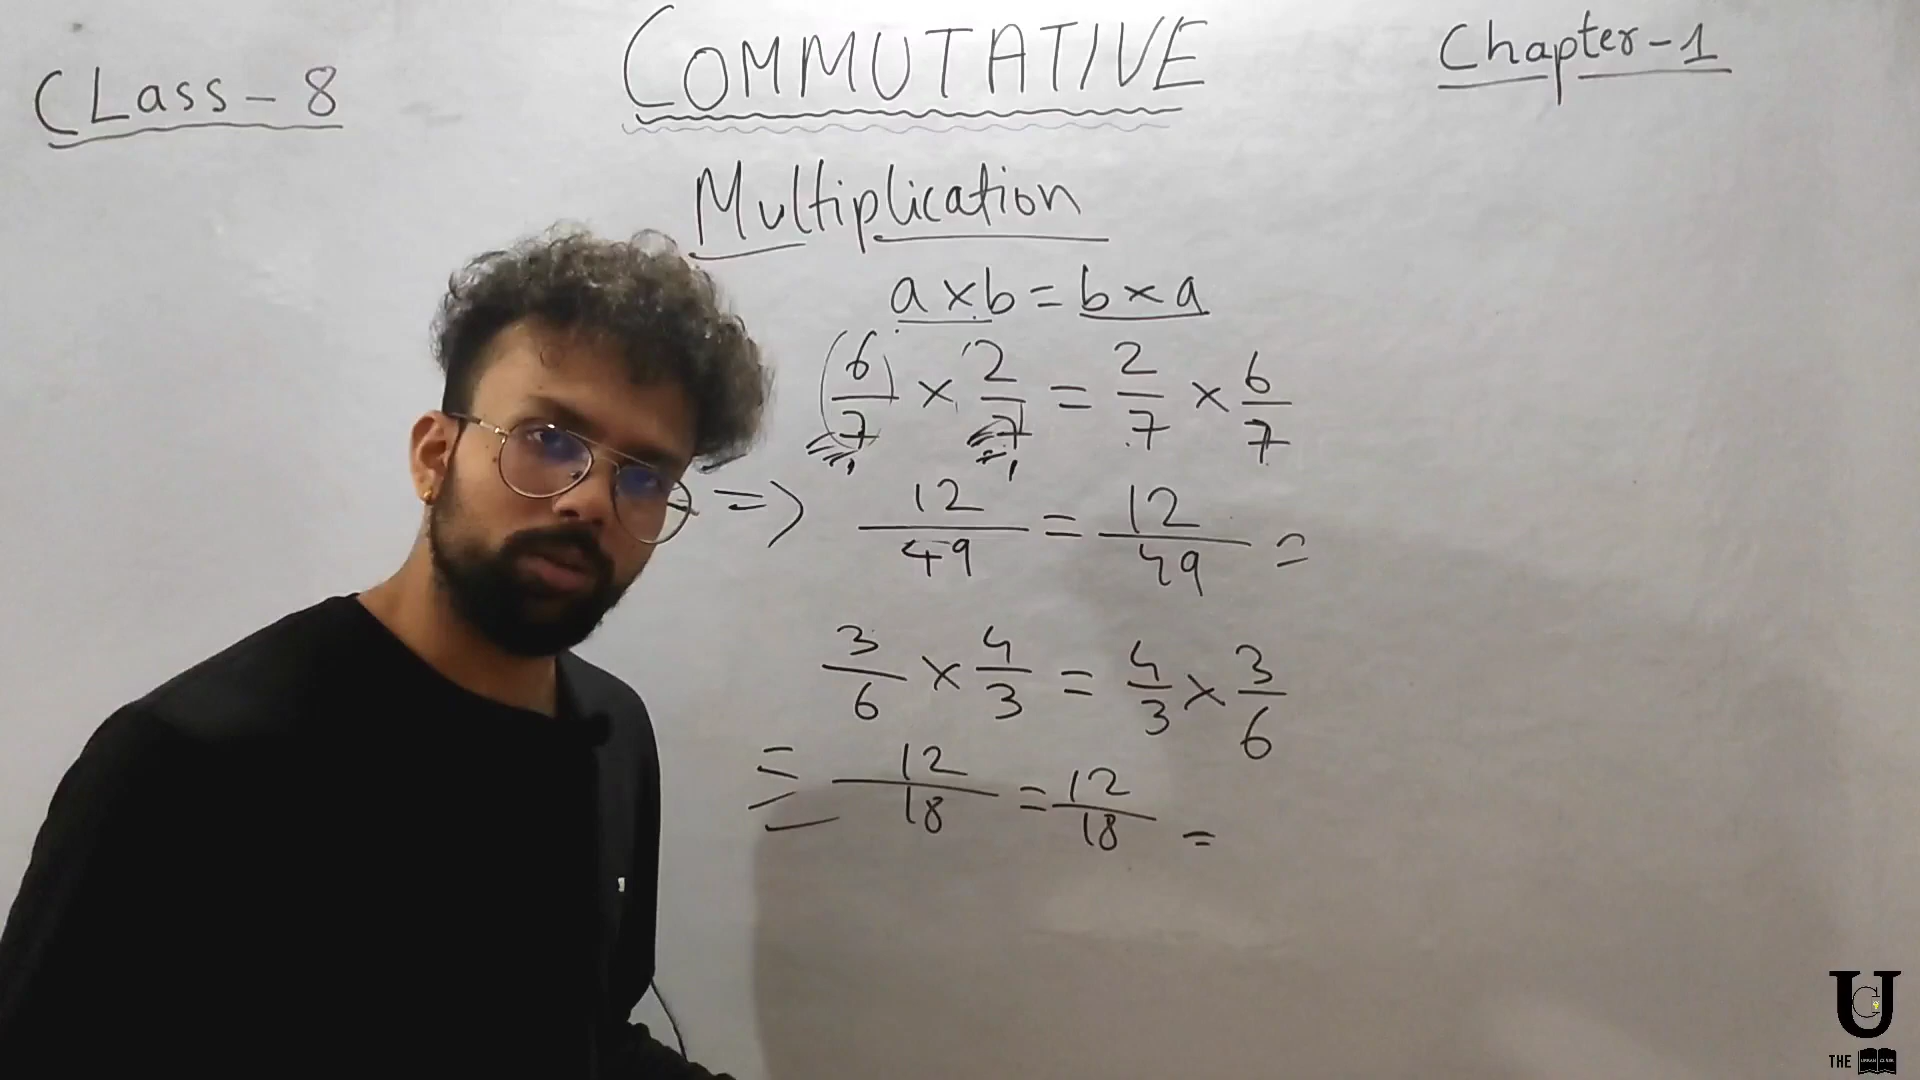 CLass-8
COMMUTATIVE
Chapter-1
Multiplication
a×b=b×a
6/7 × 2/7 = 2/7 × 6/7
=> 12/49 = 12/49 =
3/6 × 4/3 = 4/3 × 3/6
12/18 = 12/18 =
U
THE